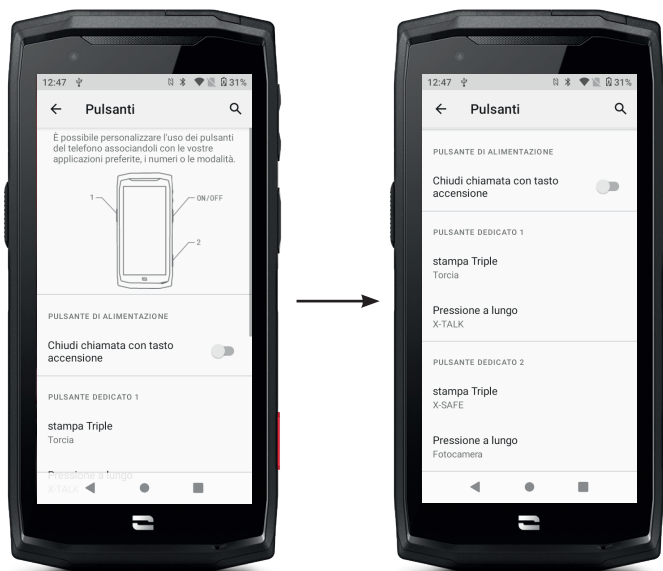 12:47 31%
Pulsanti
È possibile personalizzare l'uso dei pulsanti
del telefono associandoli con le vostre
applicazioni preferite, i numeri o le modalità.
1 ON/OFF
2
PULSANTE DI ALIMENTAZIONE
Chiudi chiamata con tasto
accensione
PULSANTE DEDICATO 1
stampa Triple
Torcia
Pressione a lungo
X-TALK
12:47 31%
Pulsanti
PULSANTE DI ALIMENTAZIONE
Chiudi chiamata con tasto
accensione
PULSANTE DEDICATO 1
stampa Triple
Torcia
Pressione a lungo
X-TALK
PULSANTE DEDICATO 2
stampa Triple
X-SAFE
Pressione a lungo
Fotocamera